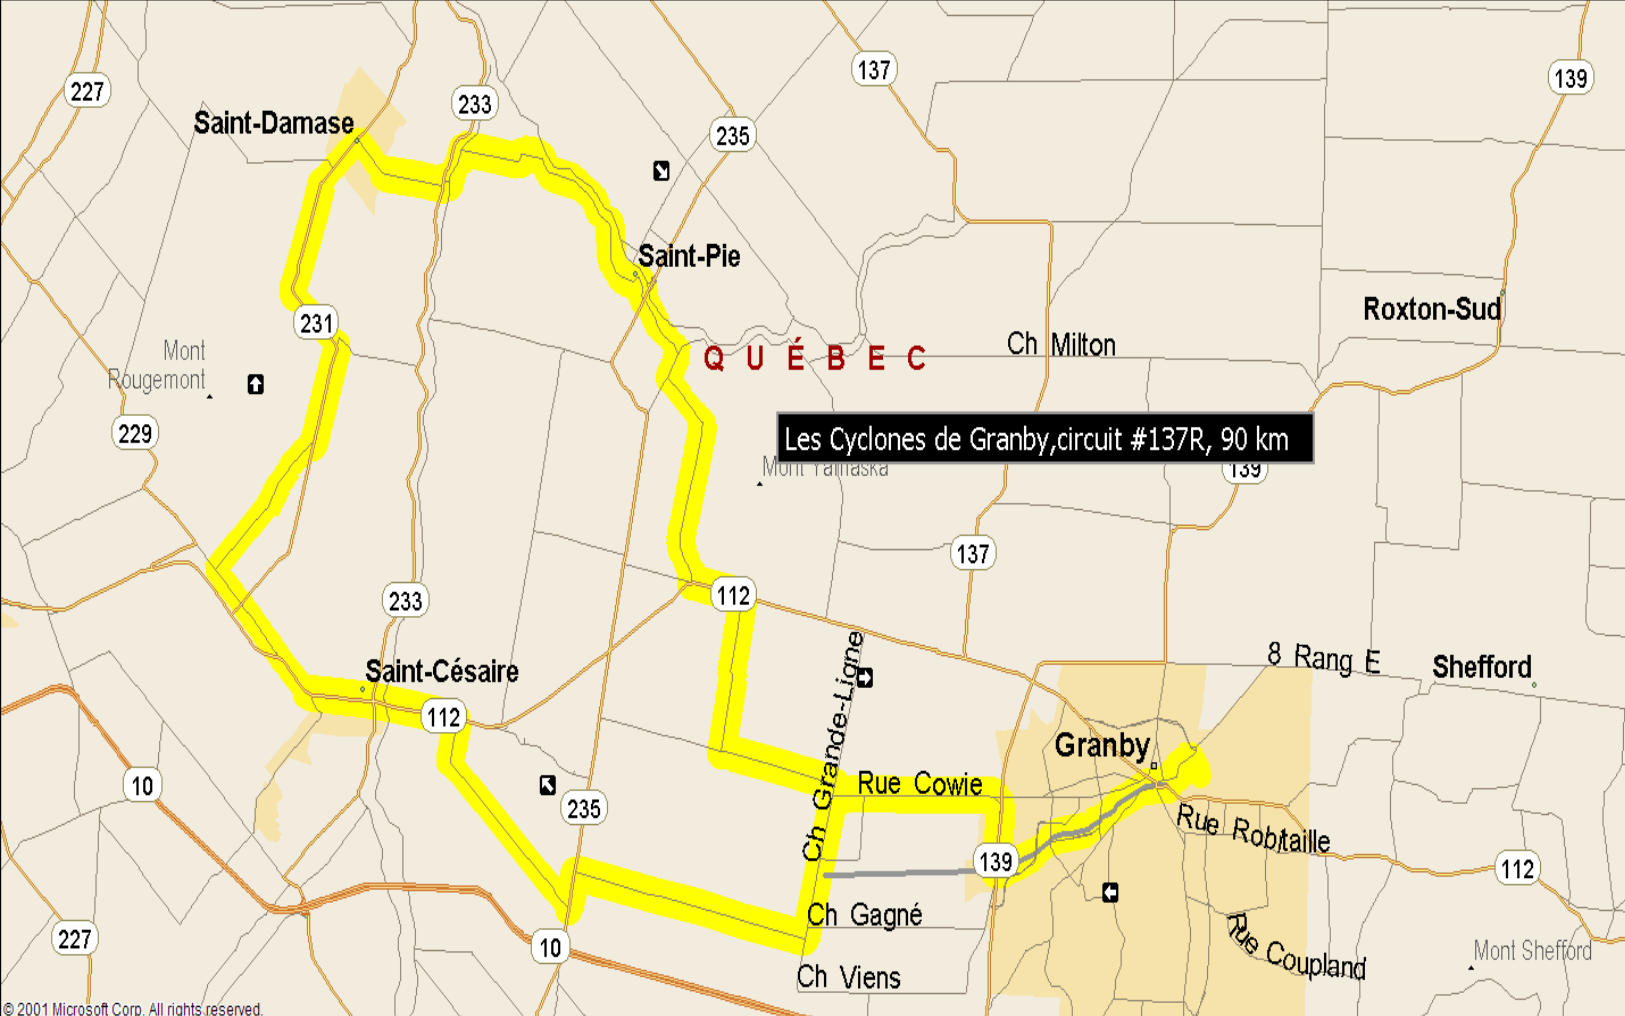 227
137
139
Saint-Damase
233
235
Saint-Pie
Roxton-Sud
231
Mont
Rougemont
QUÉBEC
Ch Milton
229
Les Cyclones de Granby,circuit #137R, 90 km
Mont Yamaska
139
137
233
112
Ch Grande-Ligne
8 Rang E
Shefford
Saint-Césaire
112
Granby
10
235
Rue Cowie
Rue Robitaille
139
112
Ch Gagné
227
10
Rue Coupland
Mont Shefford
Ch Viens
© 2001 Microsoft Corp. All rights reserved.